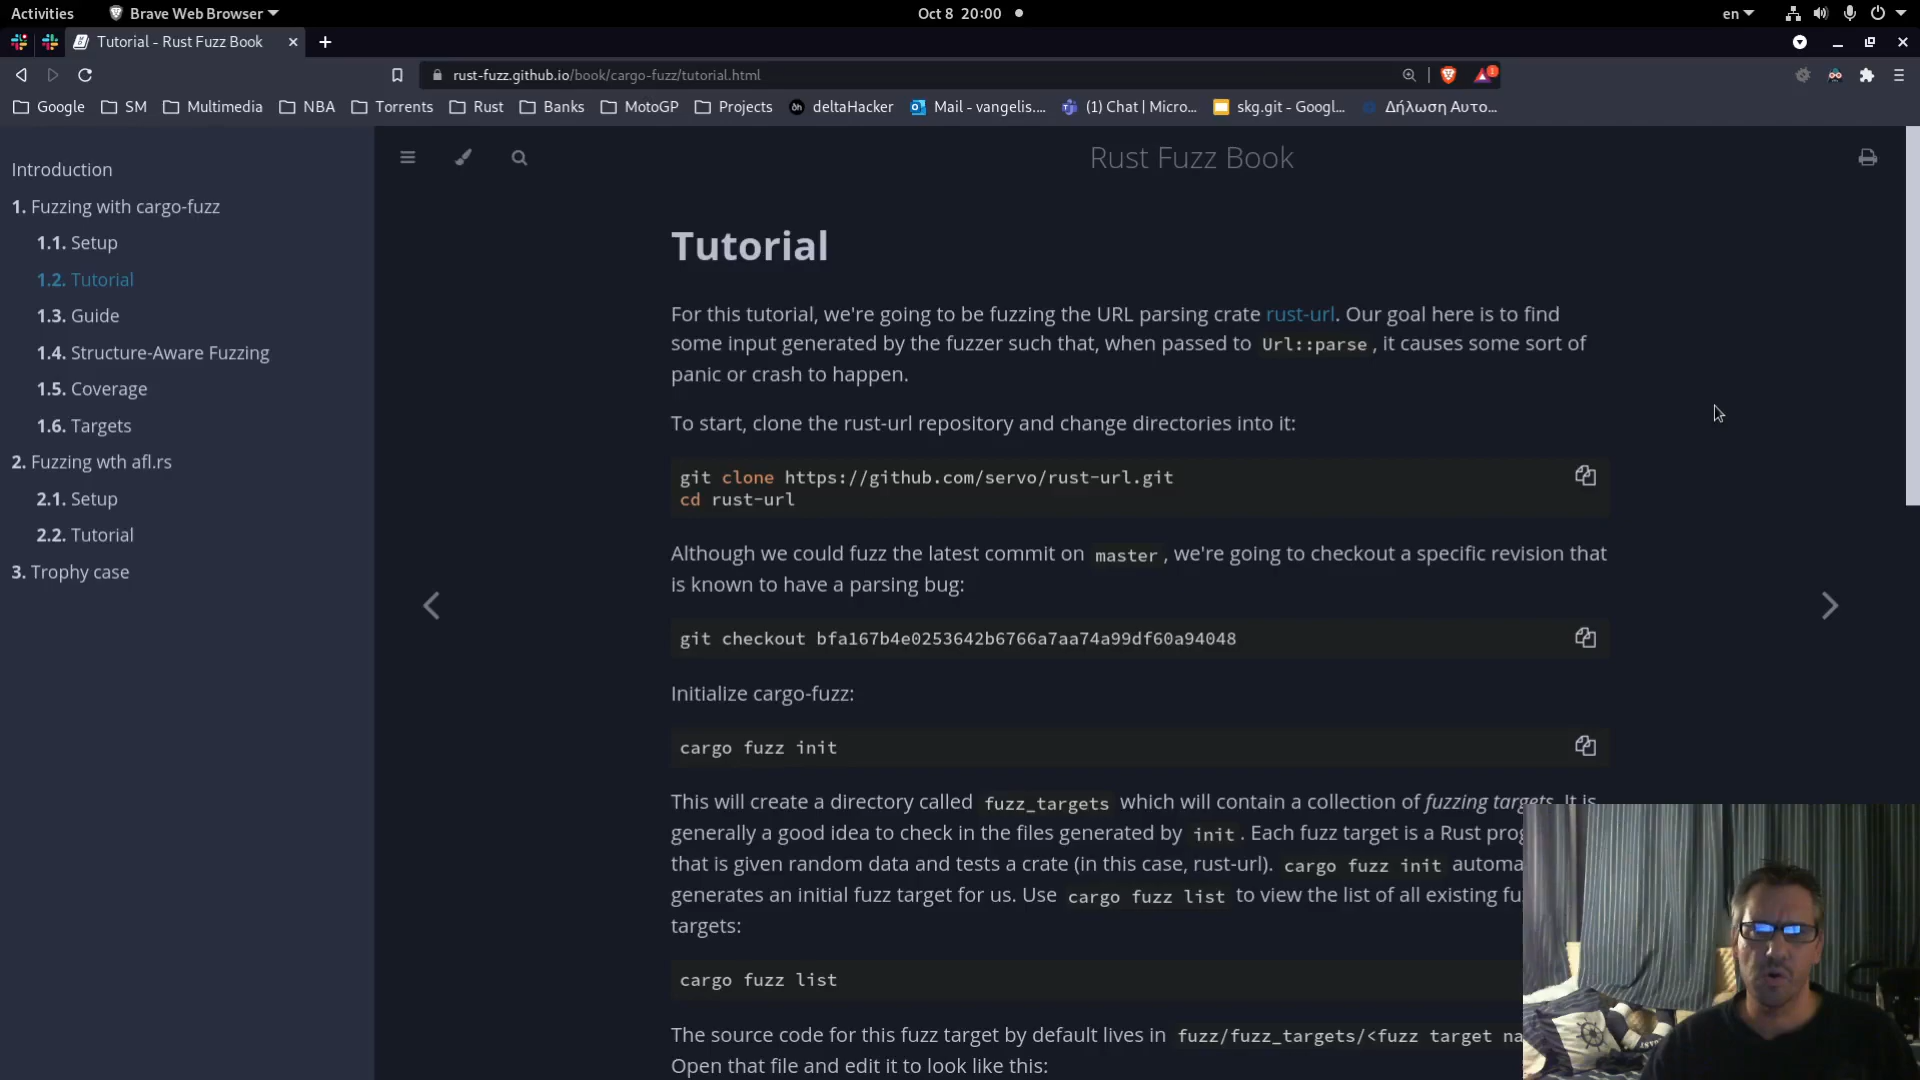 Activities Brave Web Browser Oct 8 20:00 en
Tutorial - Rust Fuzz Book
rust-fuzz.github.io/book/cargo-fuzz/tutorial.html 1
Google SM Multimedia NBA Torrents Rust Banks MotoGP Projects deltaHacker Mail - vangelis.... (1) Chat | Micro... skg.git - Googl... Δήλωση Αυτο...
Rust Fuzz Book
Introduction
1. Fuzzing with cargo-fuzz
1.1. Setup
1.2. Tutorial
1.3. Guide
1.4. Structure-Aware Fuzzing
1.5. Coverage
1.6. Targets
2. Fuzzing wth afl.rs
2.1. Setup
2.2. Tutorial
3. Trophy case
Tutorial
For this tutorial, we're going to be fuzzing the URL parsing crate rust-url. Our goal here is to find
some input generated by the fuzzer such that, when passed to Url::parse, it causes some sort of
panic or crash to happen.
To start, clone the rust-url repository and change directories into it:
git clone https://github.com/servo/rust-url.git
cd rust-url
Although we could fuzz the latest commit on master, we're going to checkout a specific revision that
is known to have a parsing bug:
git checkout bfa167b4e0253642b6766a7aa74a99df60a94048
Initialize cargo-fuzz:
cargo fuzz init
This will create a directory called fuzz_targets which will contain a collection of fuzzing targets. It is
generally a good idea to check in the files generated by init. Each fuzz target is a Rust prog
that is given random data and tests a crate (in this case, rust-url). cargo fuzz init automa
generates an initial fuzz target for us. Use cargo fuzz list to view the list of all existing fu
targets:
cargo fuzz list
The source code for this fuzz target by default lives in fuzz/fuzz_targets/<fuzz target na
Open that file and edit it to look like this: